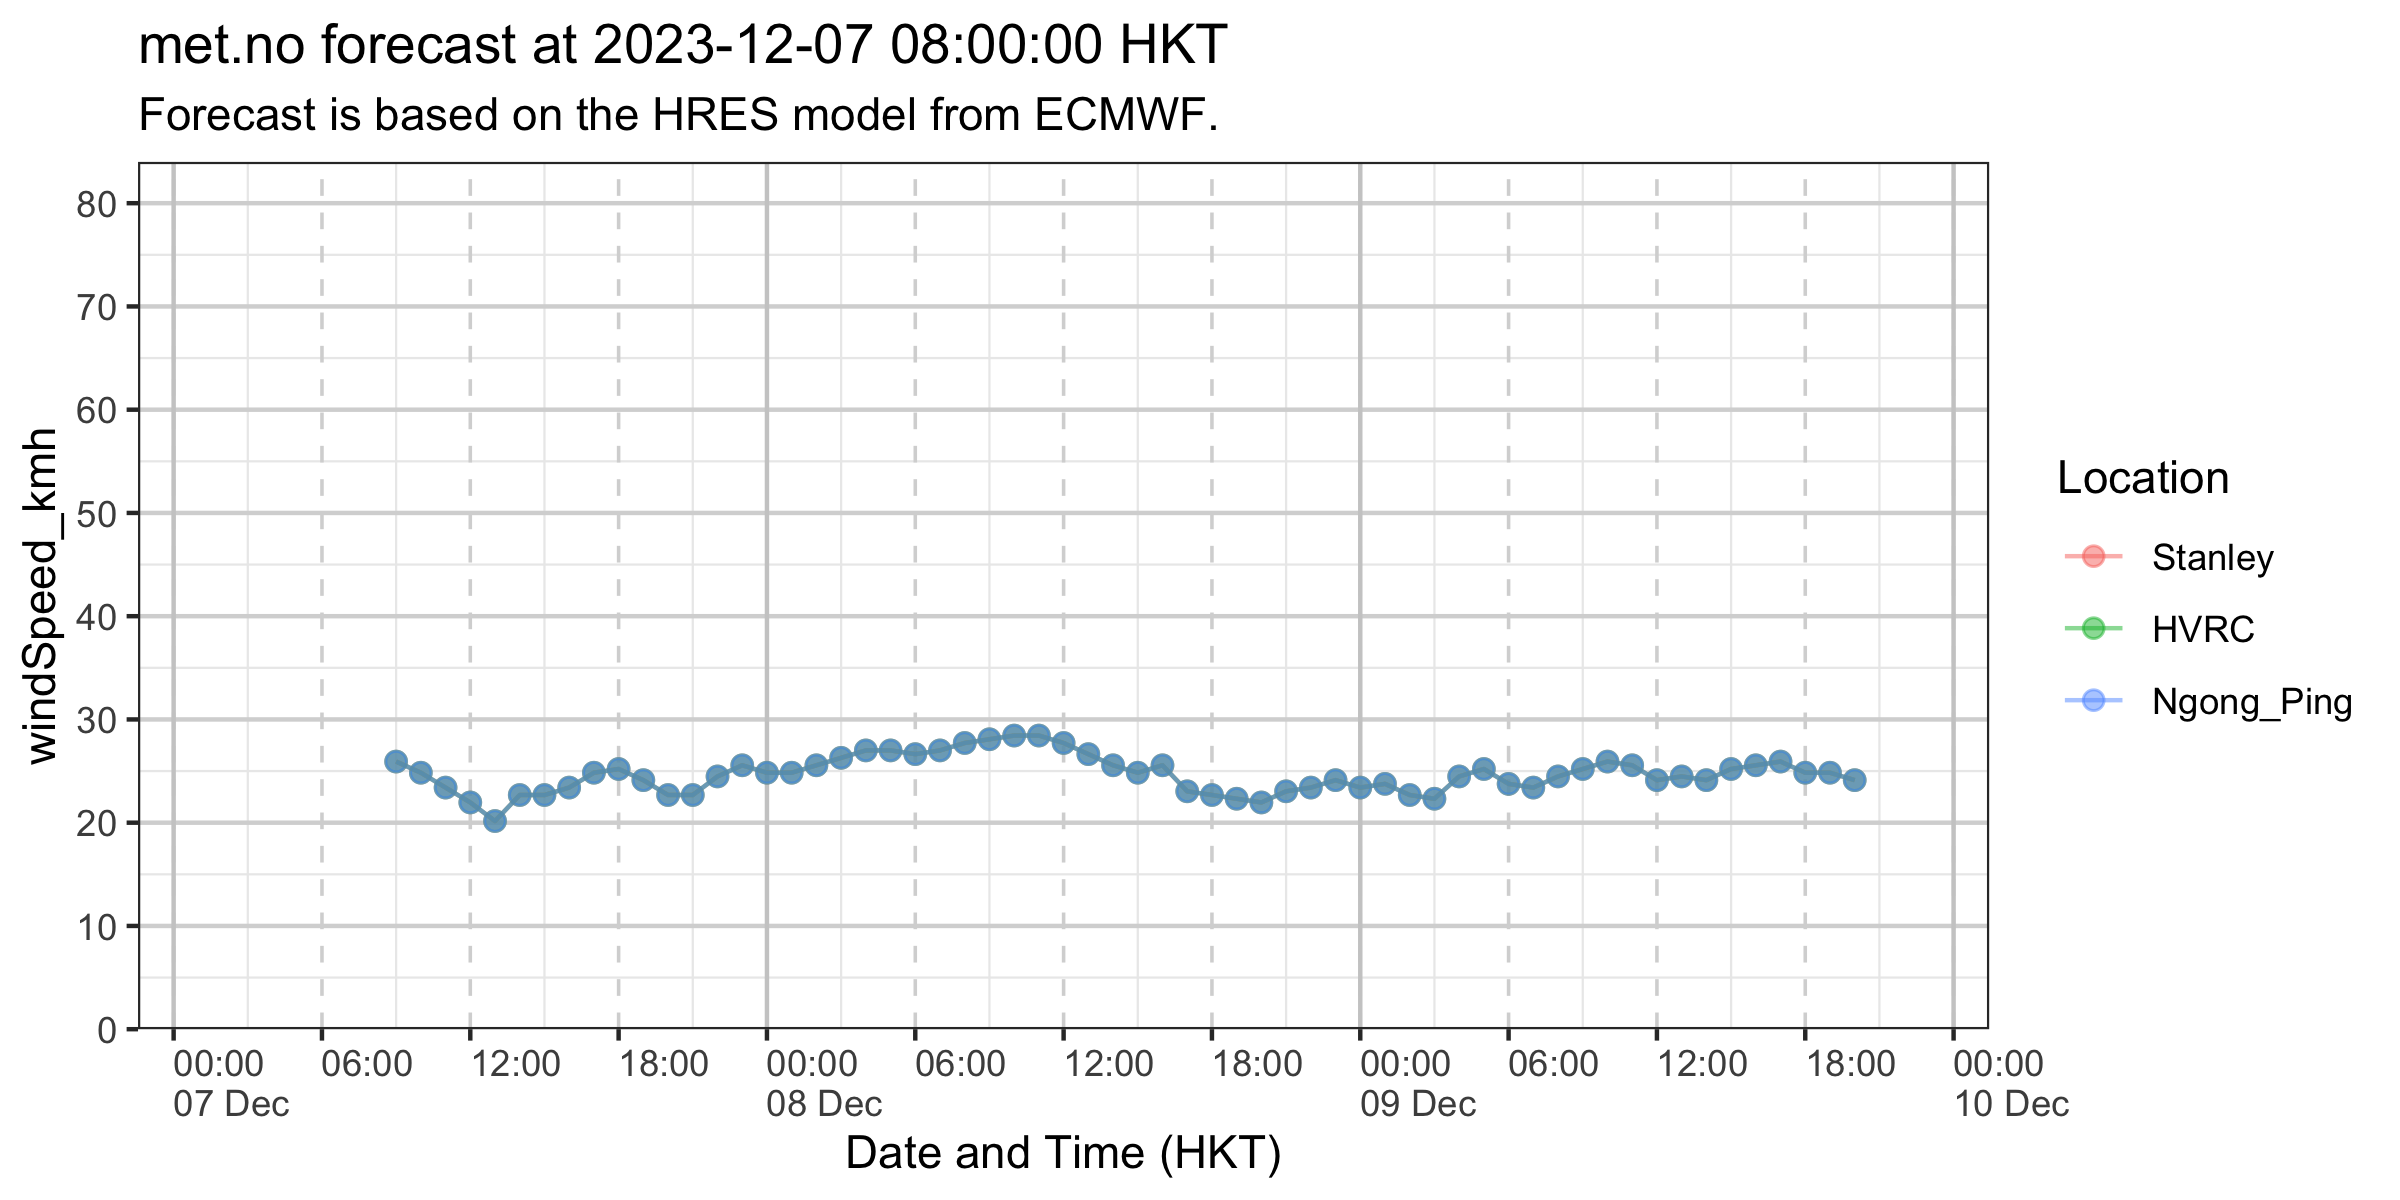 met.no forecast at 2023-12-07 08:00:00 HKT
Forecast is based on the HRES model from ECMWF.
windSpeed_kmh
80
70
60
50
40
30
20
10
0
00:00 06:00 12:00 18:00 00:00 06:00 12:00 18:00 00:00 06:00 12:00 18:00 00:00
07 Dec 08 Dec 09 Dec 10 Dec
Date and Time (HKT)
Location
Stanley
HVRC
Ngong_Ping